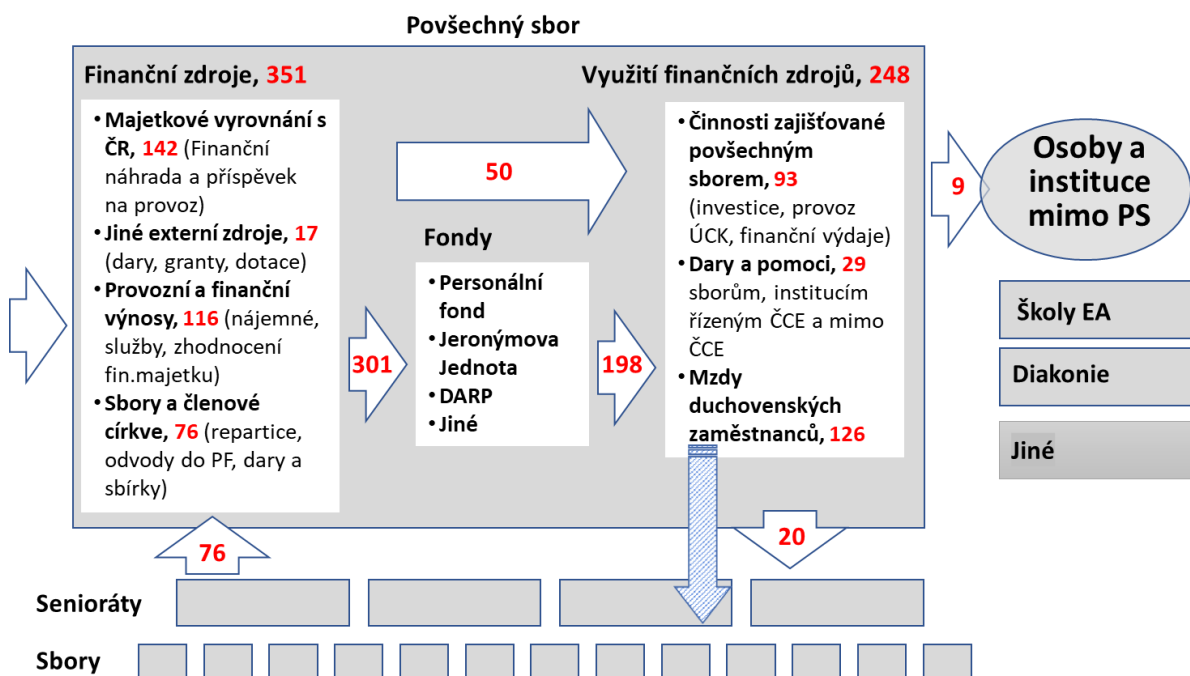 Povšechný sbor
Finanční zdroje, 351
• Majetkové vyrovnání s
ČR, 142 (Finanční
náhrada a příspěvek
na provoz)
• Jiné externí zdroje, 17
(dary, granty, dotace)
• Provozní a finanční
výnosy, 116 (nájemné,
služby, zhodnocení
fin.majetku)
• Sbory a členové
církve, 76 (repartice,
odvody do PF, dary a
sbírky)
50
Fondy
• Personální
fond
• Jeronýmova
Jednota
• DARP
• Jiné
301
198
Využití finančních zdrojů, 248
• Činnosti zajišťované
povšechným
sborem, 93
(investice, provoz
ÚCK, finanční výdaje)
• Dary a pomoci, 29
sborům, institucím
řízeným ČCE a mimo
ČCE
• Mzdy
duchovenských
zaměstnanců, 126
9
Osoby a
instituce
mimo PS
Školy EA
Diakonie
Jiné
76
20
Senioráty
Sbory